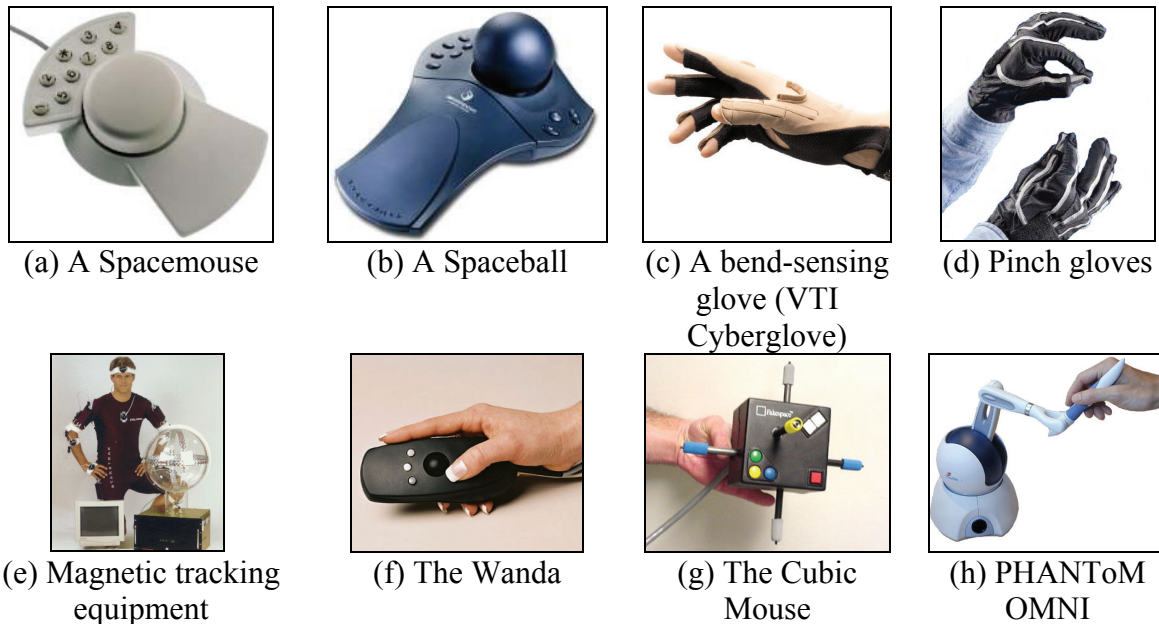 (a) A Spacemouse
(b) A Spaceball
(c) A bend-sensing
glove (VTI
Cyberglove)
(d) Pinch gloves
Fakespace
(e) Magnetic tracking
equipment
(f) The Wanda
(g) The Cubic
Mouse
(h) PHANToM
OMNI